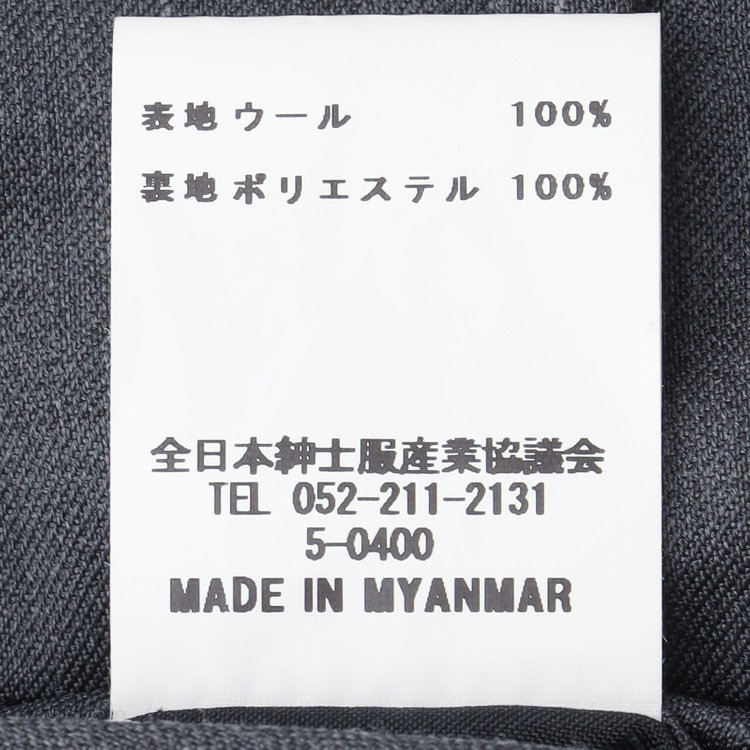 表地ウール 100%
裏地ポリエステル 100%
全日本紳士服産業協議会
TEL 052-211-2131
5-0400
MADE IN MYANMAR